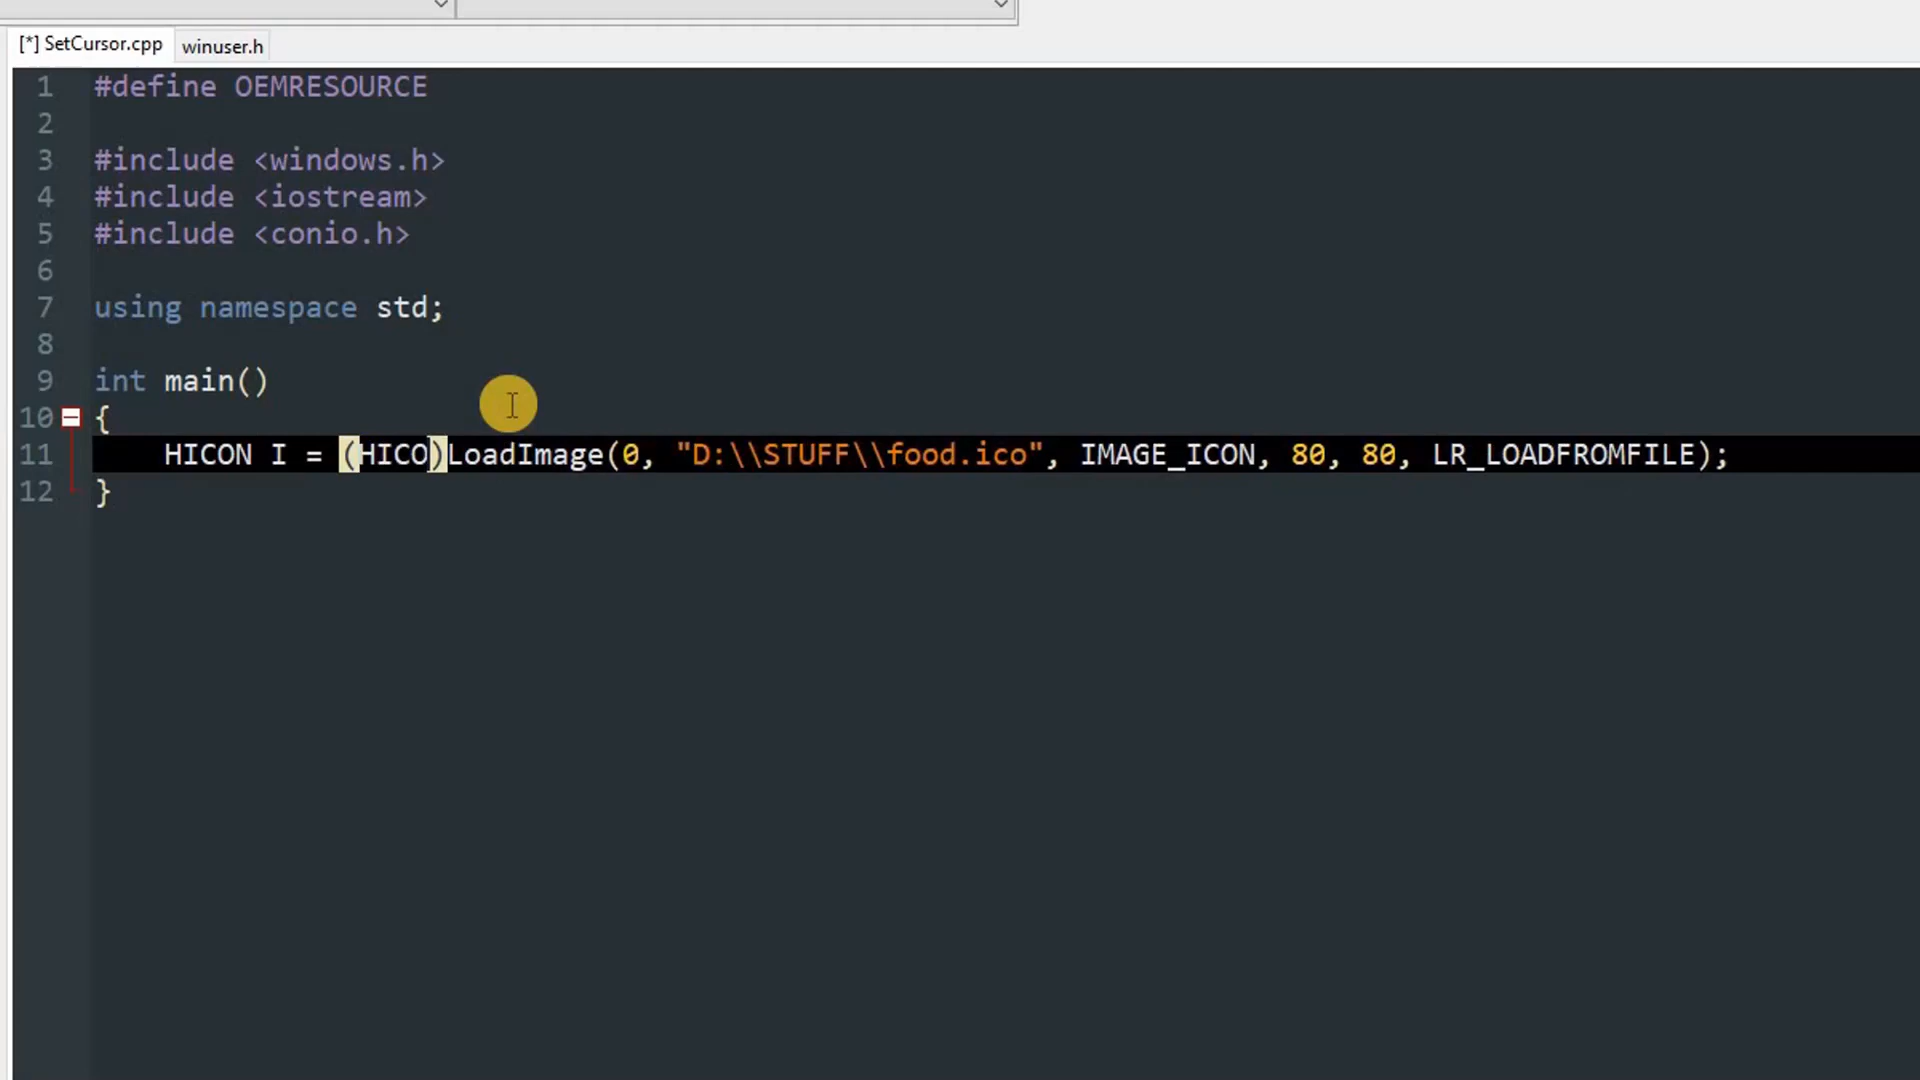 [*] SetCursor.cpp winuser.h
1 #define OEMRESOURCE
2
3 #include <windows.h>
4 #include <iostream>
5 #include <conio.h>
6
7 using namespace std;
8
9 int main()
10 {
11 HICON I = (HICO)LoadImage(0, "D:\\STUFF\\food.ico", IMAGE_ICON, 80, 80, LR_LOADFROMFILE);
12 }